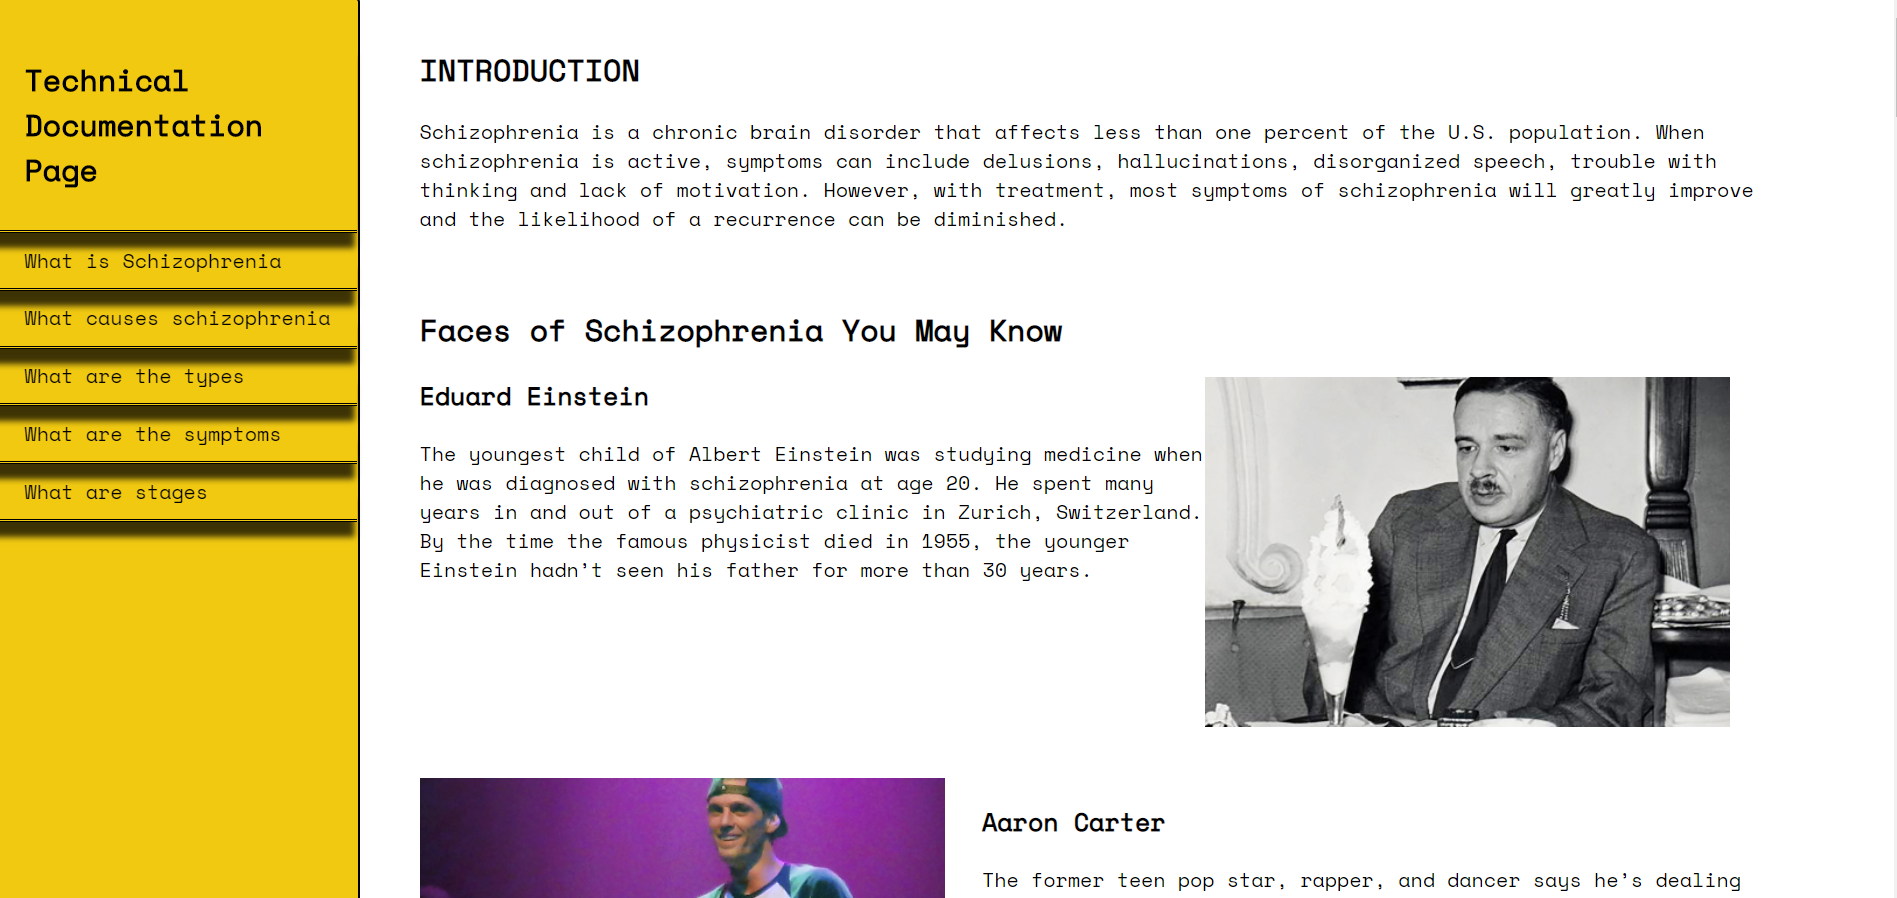 Technical
Documentation
Page
What is Schizophrenia
What causes schizophrenia
What are the types
What are the symptoms
What are stages
INTRODUCTION
Schizophrenia is a chronic brain disorder that affects less than one percent of the U.S. population. When
schizophrenia is active, symptoms can include delusions, hallucinations, disorganized speech, trouble with
thinking and lack of motivation. However, with treatment, most symptoms of schizophrenia will greatly improve
and the likelihood of a recurrence can be diminished.
Faces of Schizophrenia You May Know
Eduard Einstein
The youngest child of Albert Einstein was studying medicine when
he was diagnosed with schizophrenia at age 20. He spent many
years in and out of a psychiatric clinic in Zurich, Switzerland.
By the time the famous physicist died in 1955, the younger
Einstein hadn’t seen his father for more than 30 years.
Aaron Carter
The former teen pop star, rapper, and dancer says he’s dealing